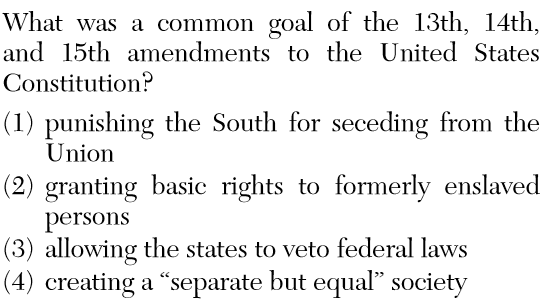 What was a common goal of the 13th, 14th,
and 15th amendments to the United States
Constitution?
(1) punishing the South for seceding from the
Union
(2) granting basic rights to formerly enslaved
persons
(3) allowing the states to veto federal laws
(4) creating a “separate but equal” society